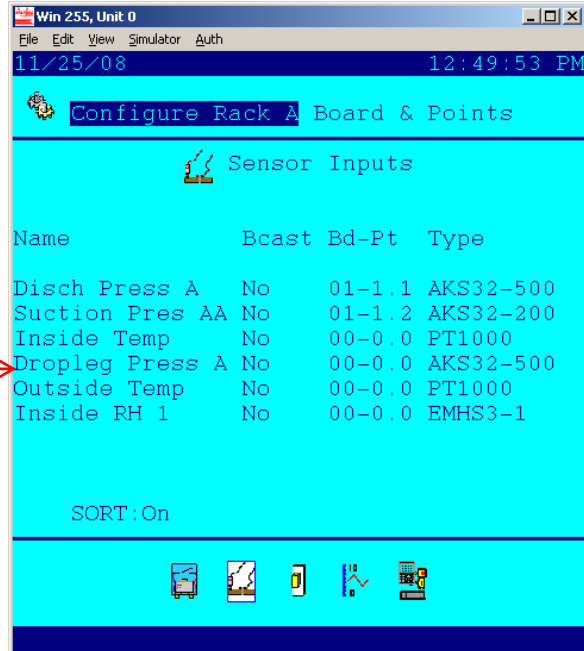 Win 255, Unit 0
File Edit View Simulator Auth
11/25/08 12:49:53 PM
Configure Rack A Board & Points
Sensor Inputs
Name Bcast Bd-Pt Type
Disch Press A No 01-1.1 AKS32-500
Suction Pres AA No 01-1.2 AKS32-200
Inside Temp No 00-0.0 PT1000
Dropleg Press A No 00-0.0 AKS32-500
Outside Temp No 00-0.0 PT1000
Inside RH 1 No 00-0.0 EMHS3-1
SORT:On